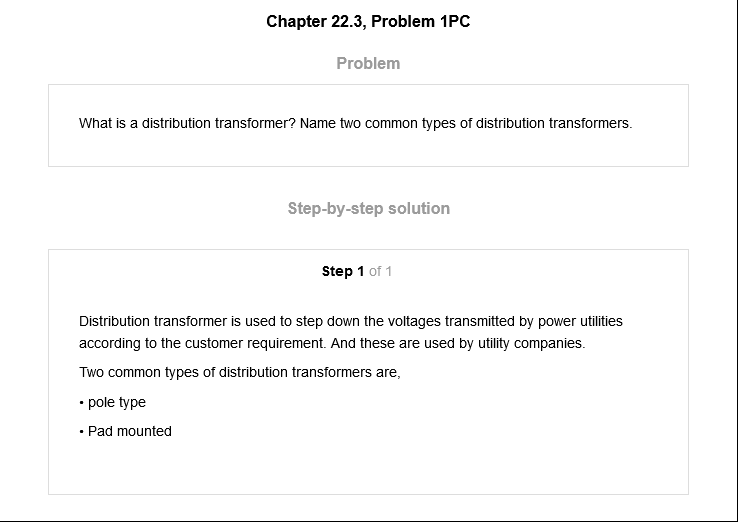 Chapter 22.3, Problem 1PC
Problem
What is a distribution transformer? Name two common types of distribution transformers.
Step-by-step solution
Step 1 of 1
Distribution transformer is used to step down the voltages transmitted by power utilities
according to the customer requirement. And these are used by utility companies.
Two common types of distribution transformers are,
• pole type
• Pad mounted